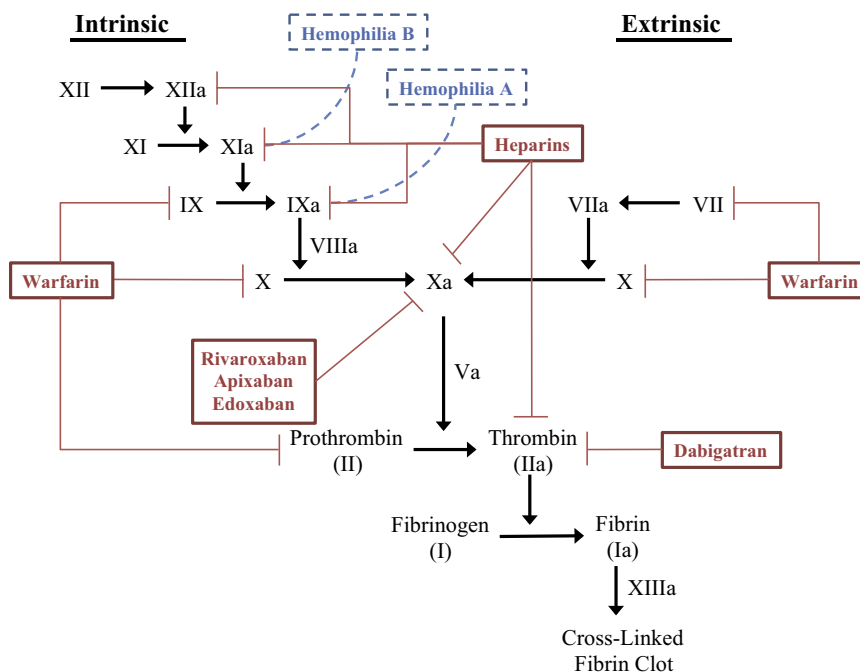 Intrinsic
Extrinsic
Hemophilia B
Hemophilia A
XII
XIIa
XI
XIa
Heparins
IX
IXa
VIIa
VII
VIIIa
Warfarin
X
Xa
X
Warfarin
Rivaroxaban
Apixaban
Edoxaban
Va
Prothrombin
(II)
Thrombin
(IIa)
Dabigatran
Fibrinogen
(I)
Fibrin
(Ia)
XIIIa
Cross-Linked
Fibrin Clot